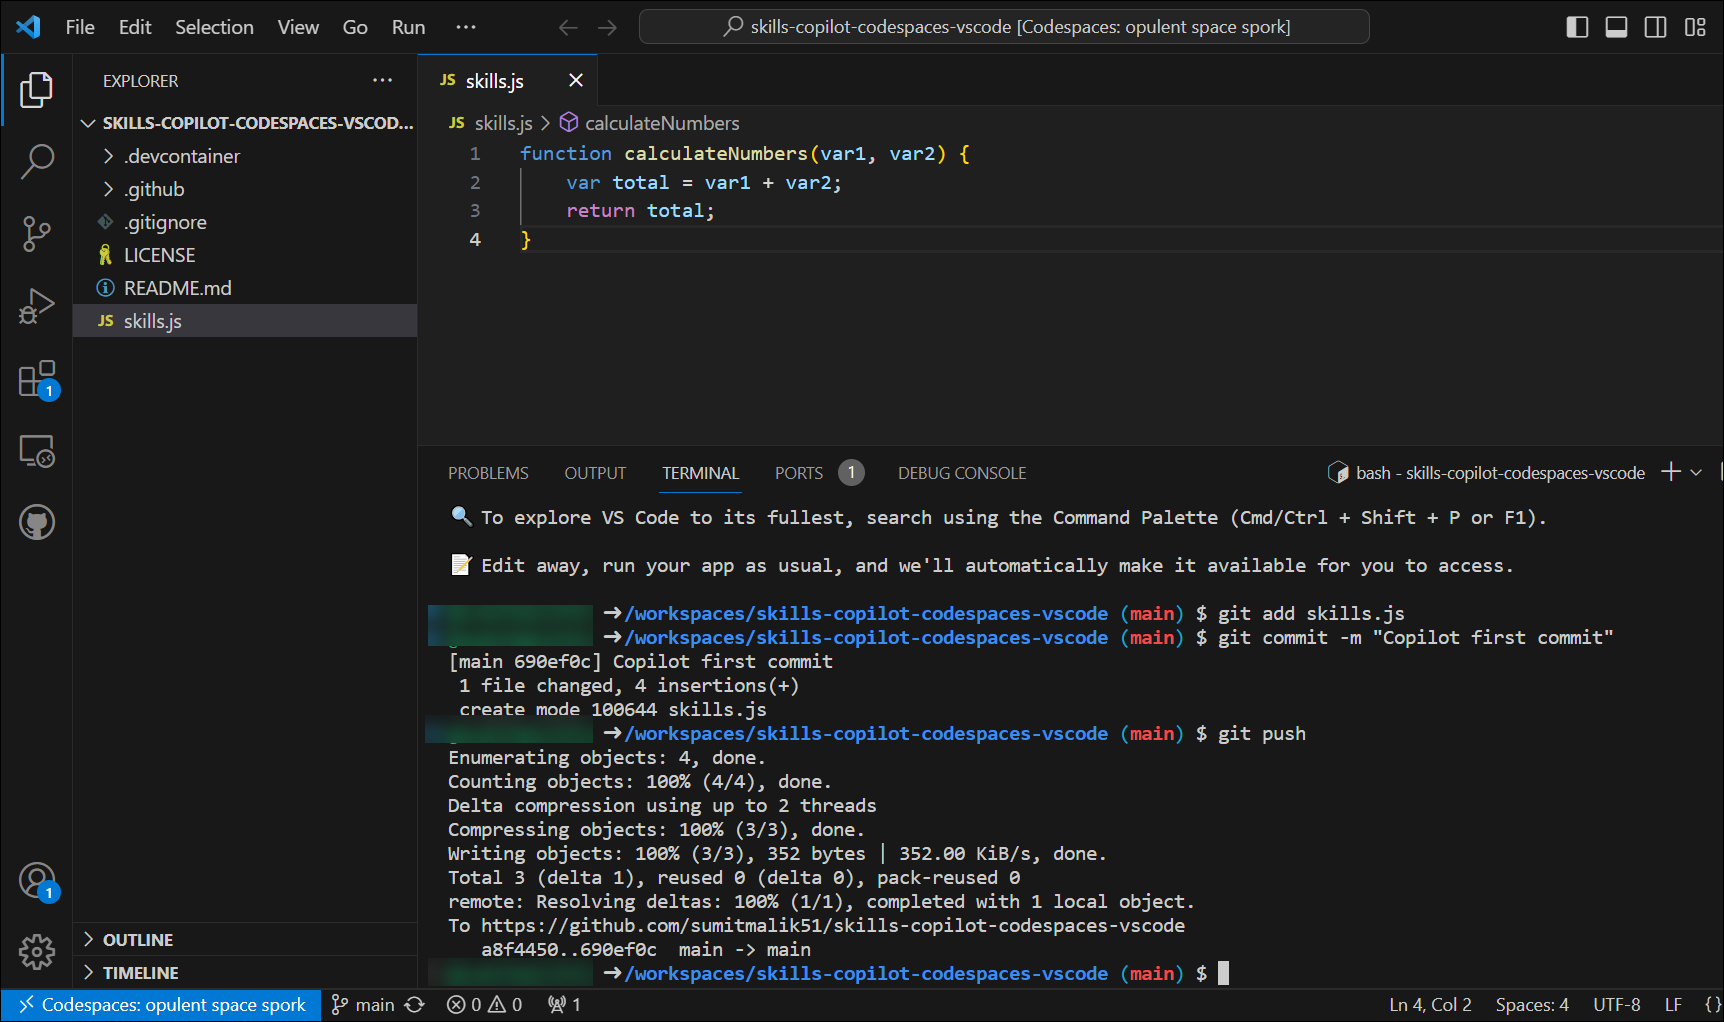 File Edit Selection View Go Run ···
skills-copilot-codespaces-vscode [Codespaces: opulent space spork]
EXPLORER ···
SKILLS-COPILOT-CODESPACES-VSCOD...
.devcontainer
.github
.gitignore
LICENSE
README.md
JS skills.js
1
1
OUTLINE
TIMELINE
JS skills.js
JS skills.js > calculateNumbers
1 function calculateNumbers(var1, var2) {
2 var total = var1 + var2;
3 return total;
4 }
PROBLEMS OUTPUT TERMINAL PORTS 1 DEBUG CONSOLE bash - skills-copilot-codespaces-vscode
To explore VS Code to its fullest, search using the Command Palette (Cmd/Ctrl + Shift + P or F1).
Edit away, run your app as usual, and we'll automatically make it available for you to access.
➜/workspaces/skills-copilot-codespaces-vscode (main) $ git add skills.js
➜/workspaces/skills-copilot-codespaces-vscode (main) $ git commit -m "Copilot first commit"
[main 690ef0c] Copilot first commit
1 file changed, 4 insertions(+)
create mode 100644 skills.js
➜/workspaces/skills-copilot-codespaces-vscode (main) $ git push
Enumerating objects: 4, done.
Counting objects: 100% (4/4), done.
Delta compression using up to 2 threads
Compressing objects: 100% (3/3), done.
Writing objects: 100% (3/3), 352 bytes | 352.00 KiB/s, done.
Total 3 (delta 1), reused 0 (delta 0), pack-reused 0
remote: Resolving deltas: 100% (1/1), completed with 1 local object.
To https://github.com/sumitmalik51/skills-copilot-codespaces-vscode
a8f4450..690ef0c main -> main
➜/workspaces/skills-copilot-codespaces-vscode (main) $
Codespaces: opulent space spork main 0 0 1 Ln 4, Col 2 Spaces: 4 UTF-8 LF {}